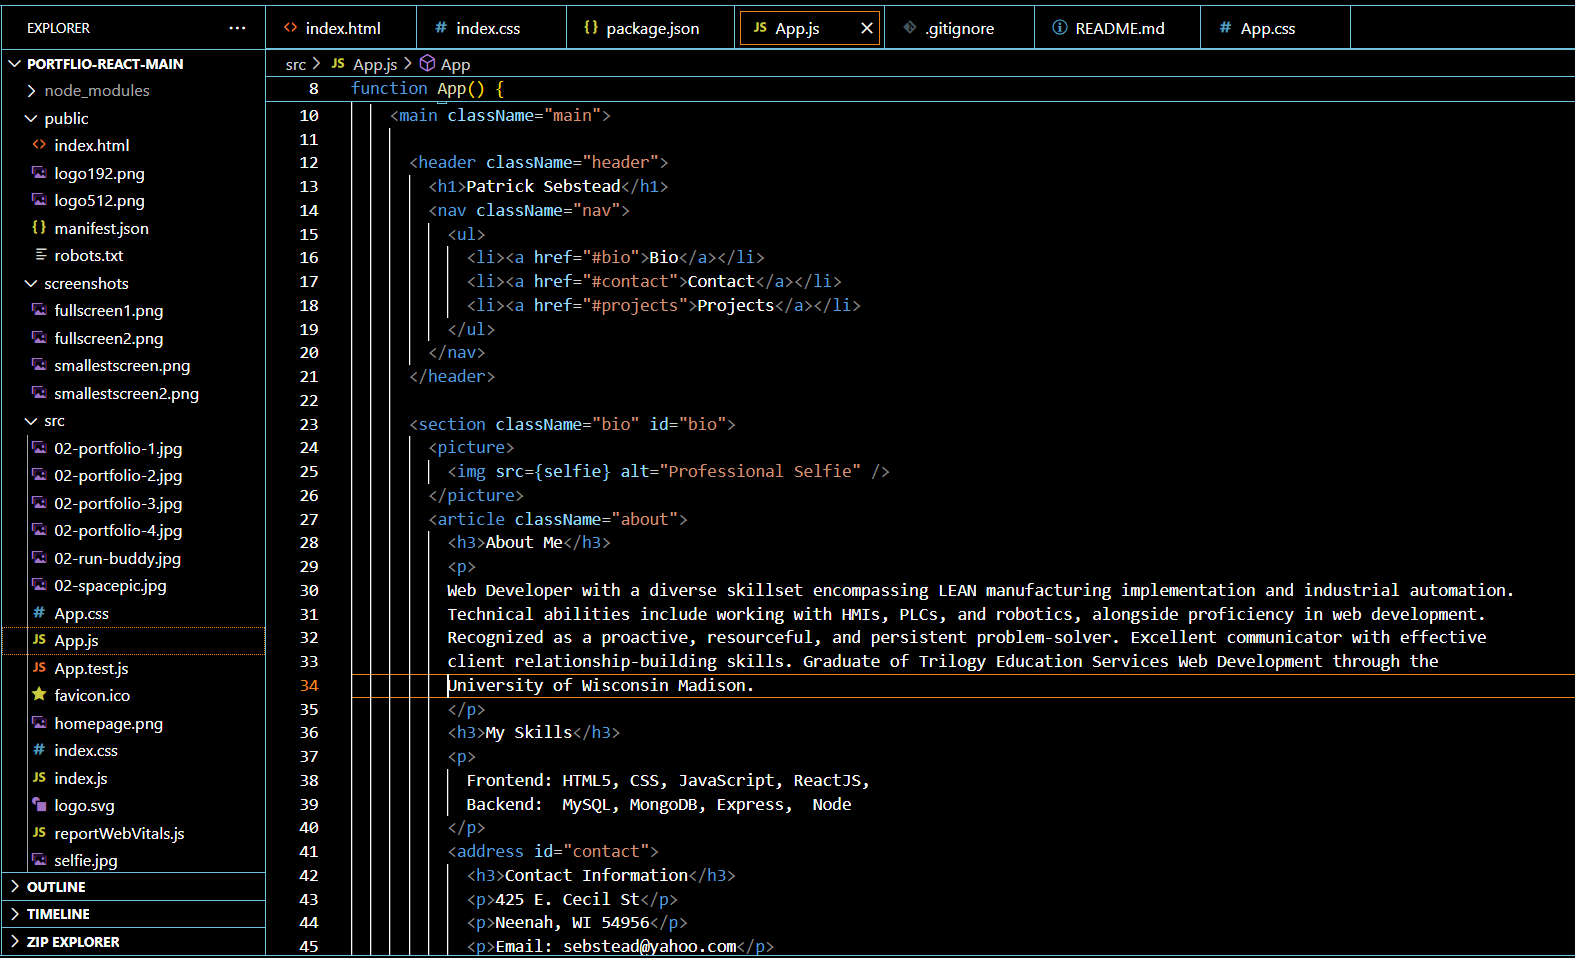 EXPLORER ···
PORTFLIO-REACT-MAIN
node_modules
public
index.html
logo192.png
logo512.png
manifest.json
robots.txt
screenshots
fullscreen1.png
fullscreen2.png
smallestscreen.png
smallestscreen2.png
src
02-portfolio-1.jpg
02-portfolio-2.jpg
02-portfolio-3.jpg
02-portfolio-4.jpg
02-run-buddy.jpg
02-spacepic.jpg
# App.css
JS App.js
JS App.test.js
favicon.ico
homepage.png
# index.css
JS index.js
logo.svg
JS reportWebVitals.js
selfie.jpg
OUTLINE
TIMELINE
ZIP EXPLORER
<> index.html # index.css {} package.json JS App.js .gitignore README.md # App.css
src > JS App.js > App
8 function App() {
10 <main className="main">
11
12 <header className="header">
13 <h1>Patrick Sebstead</h1>
14 <nav className="nav">
15 <ul>
16 <li><a href="#bio">Bio</a></li>
17 <li><a href="#contact">Contact</a></li>
18 <li><a href="#projects">Projects</a></li>
19 </ul>
20 </nav>
21 </header>
22
23 <section className="bio" id="bio">
24 <picture>
25 <img src={selfie} alt="Professional Selfie" />
26 </picture>
27 <article className="about">
28 <h3>About Me</h3>
29 <p>
30 Web Developer with a diverse skillset encompassing LEAN manufacturing implementation and industrial automation.
31 Technical abilities include working with HMIs, PLCs, and robotics, alongside proficiency in web development.
32 Recognized as a proactive, resourceful, and persistent problem-solver. Excellent communicator with effective
33 client relationship-building skills. Graduate of Trilogy Education Services Web Development through the
34 University of Wisconsin Madison.
35 </p>
36 <h3>My Skills</h3>
37 <p>
38 Frontend: HTML5, CSS, JavaScript, ReactJS,
39 Backend:  MySQL, MongoDB, Express,  Node
40 </p>
41 <address id="contact">
42 <h3>Contact Information</h3>
43 <p>425 E. Cecil St</p>
44 <p>Neenah, WI 54956</p>
45 <p>Email: sebstead@yahoo.com</p>